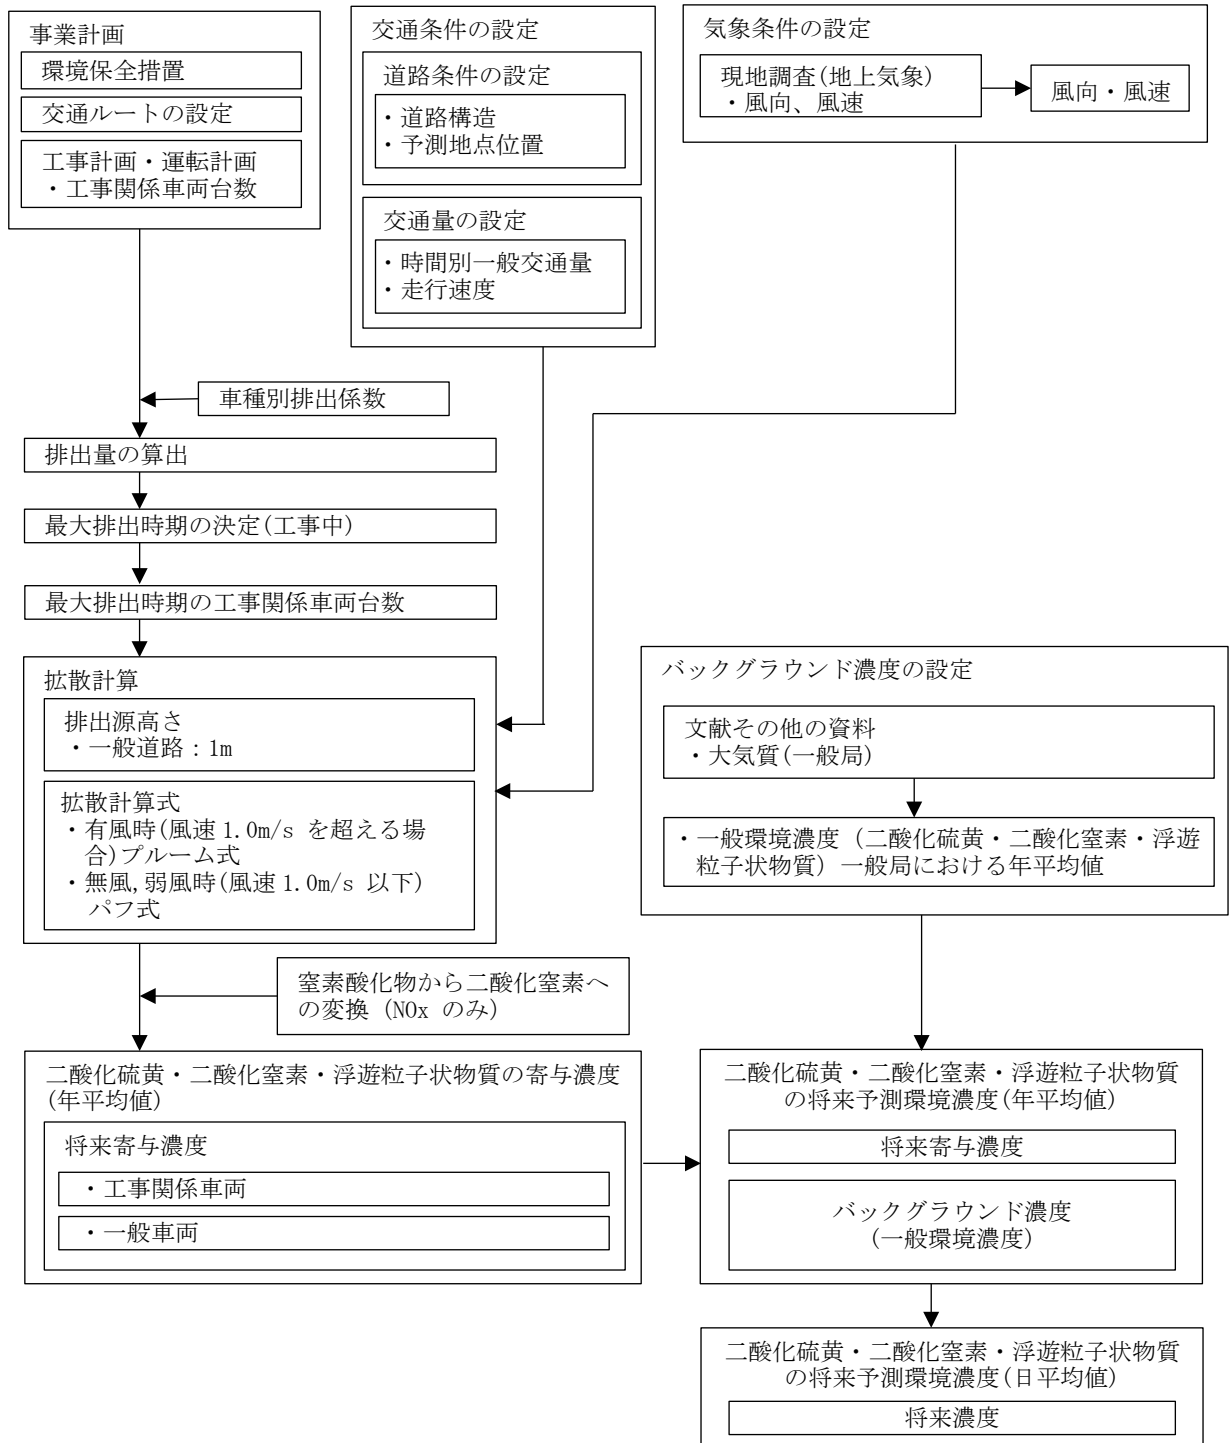 事業計画
環境保全措置
交通ルートの設定
工事計画・運転計画
・工事関係車両台数
交通条件の設定
道路条件の設定
・道路構造
・予測地点位置
交通量の設定
・時間別一般交通量
・走行速度
気象条件の設定
現地調査(地上気象)
・風向、風速
風向・風速
車種別排出係数
排出量の算出
最大排出時期の決定(工事中)
最大排出時期の工事関係車両台数
拡散計算
排出源高さ
・一般道路：1m
拡散計算式
・有風時(風速1.0m/s を超える場
合)プルーム式
・無風,弱風時(風速1.0m/s 以下)
パフ式
バックグラウンド濃度の設定
文献その他の資料
・大気質(一般局)
・一般環境濃度（二酸化硫黄・二酸化窒素・浮遊
粒子状物質）一般局における年平均値
窒素酸化物から二酸化窒素へ
の変換（NOx のみ）
二酸化硫黄・二酸化窒素・浮遊粒子状物質の寄与濃度
(年平均値)
将来寄与濃度
・工事関係車両
・一般車両
二酸化硫黄・二酸化窒素・浮遊粒子状物質
の将来予測環境濃度(年平均値)
将来寄与濃度
バックグラウンド濃度
(一般環境濃度)
二酸化硫黄・二酸化窒素・浮遊粒子状物質
の将来予測環境濃度(日平均値)
将来濃度